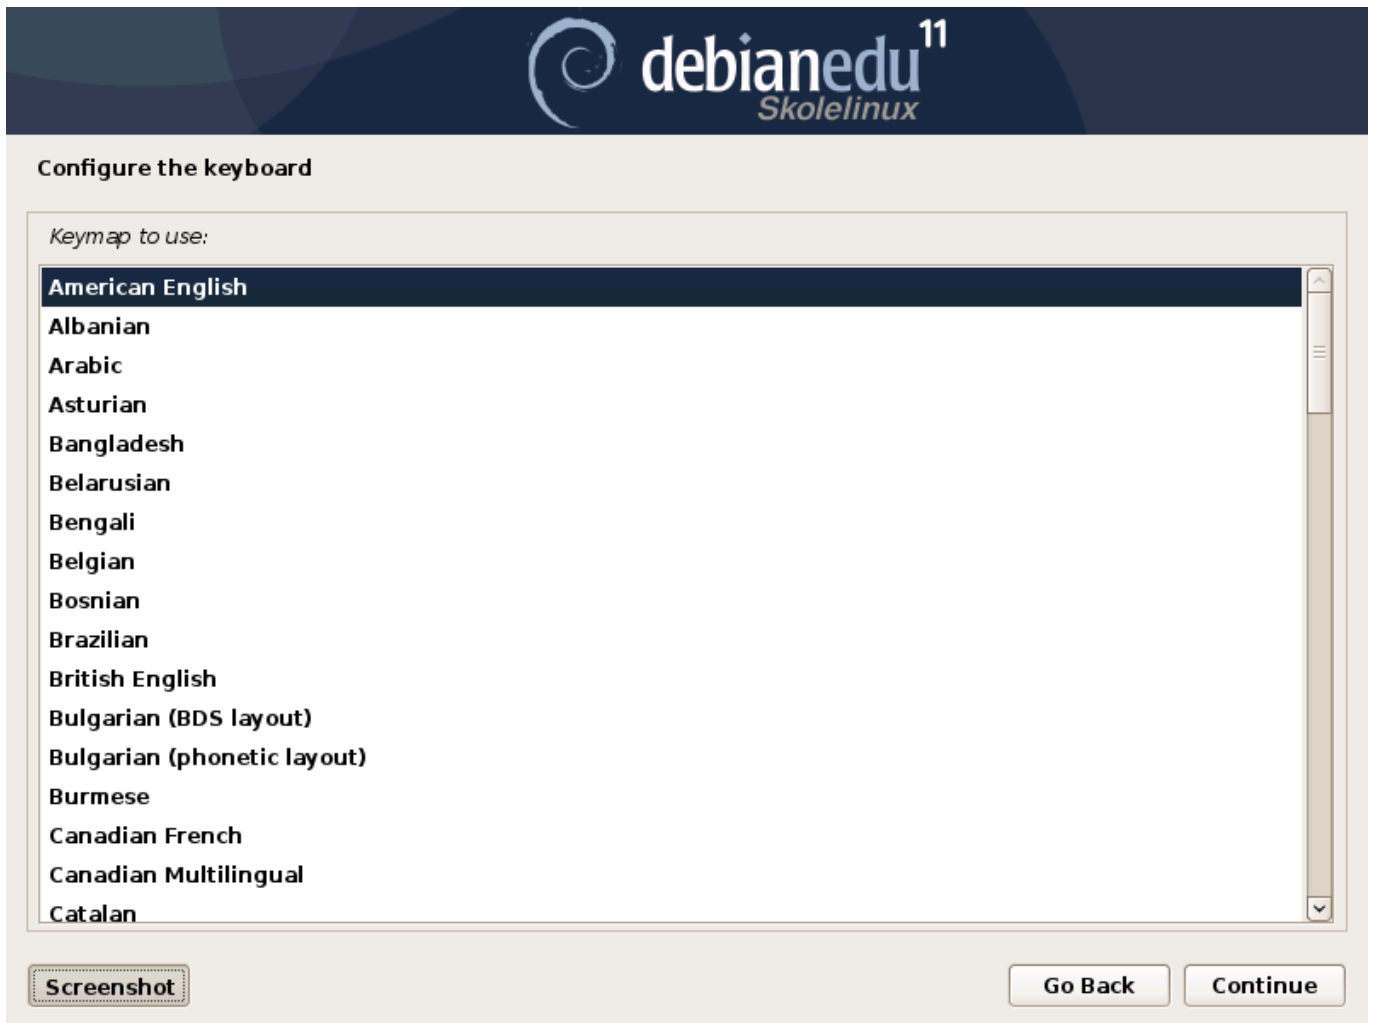 debianedu 11
Skolelinux
Configure the keyboard
Keymap to use:
American English
Albanian
Arabic
Asturian
Bangladesh
Belarusian
Bengali
Belgian
Bosnian
Brazilian
British English
Bulgarian (BDS layout)
Bulgarian (phonetic layout)
Burmese
Canadian French
Canadian Multilingual
Catalan
Screenshot
Go Back
Continue